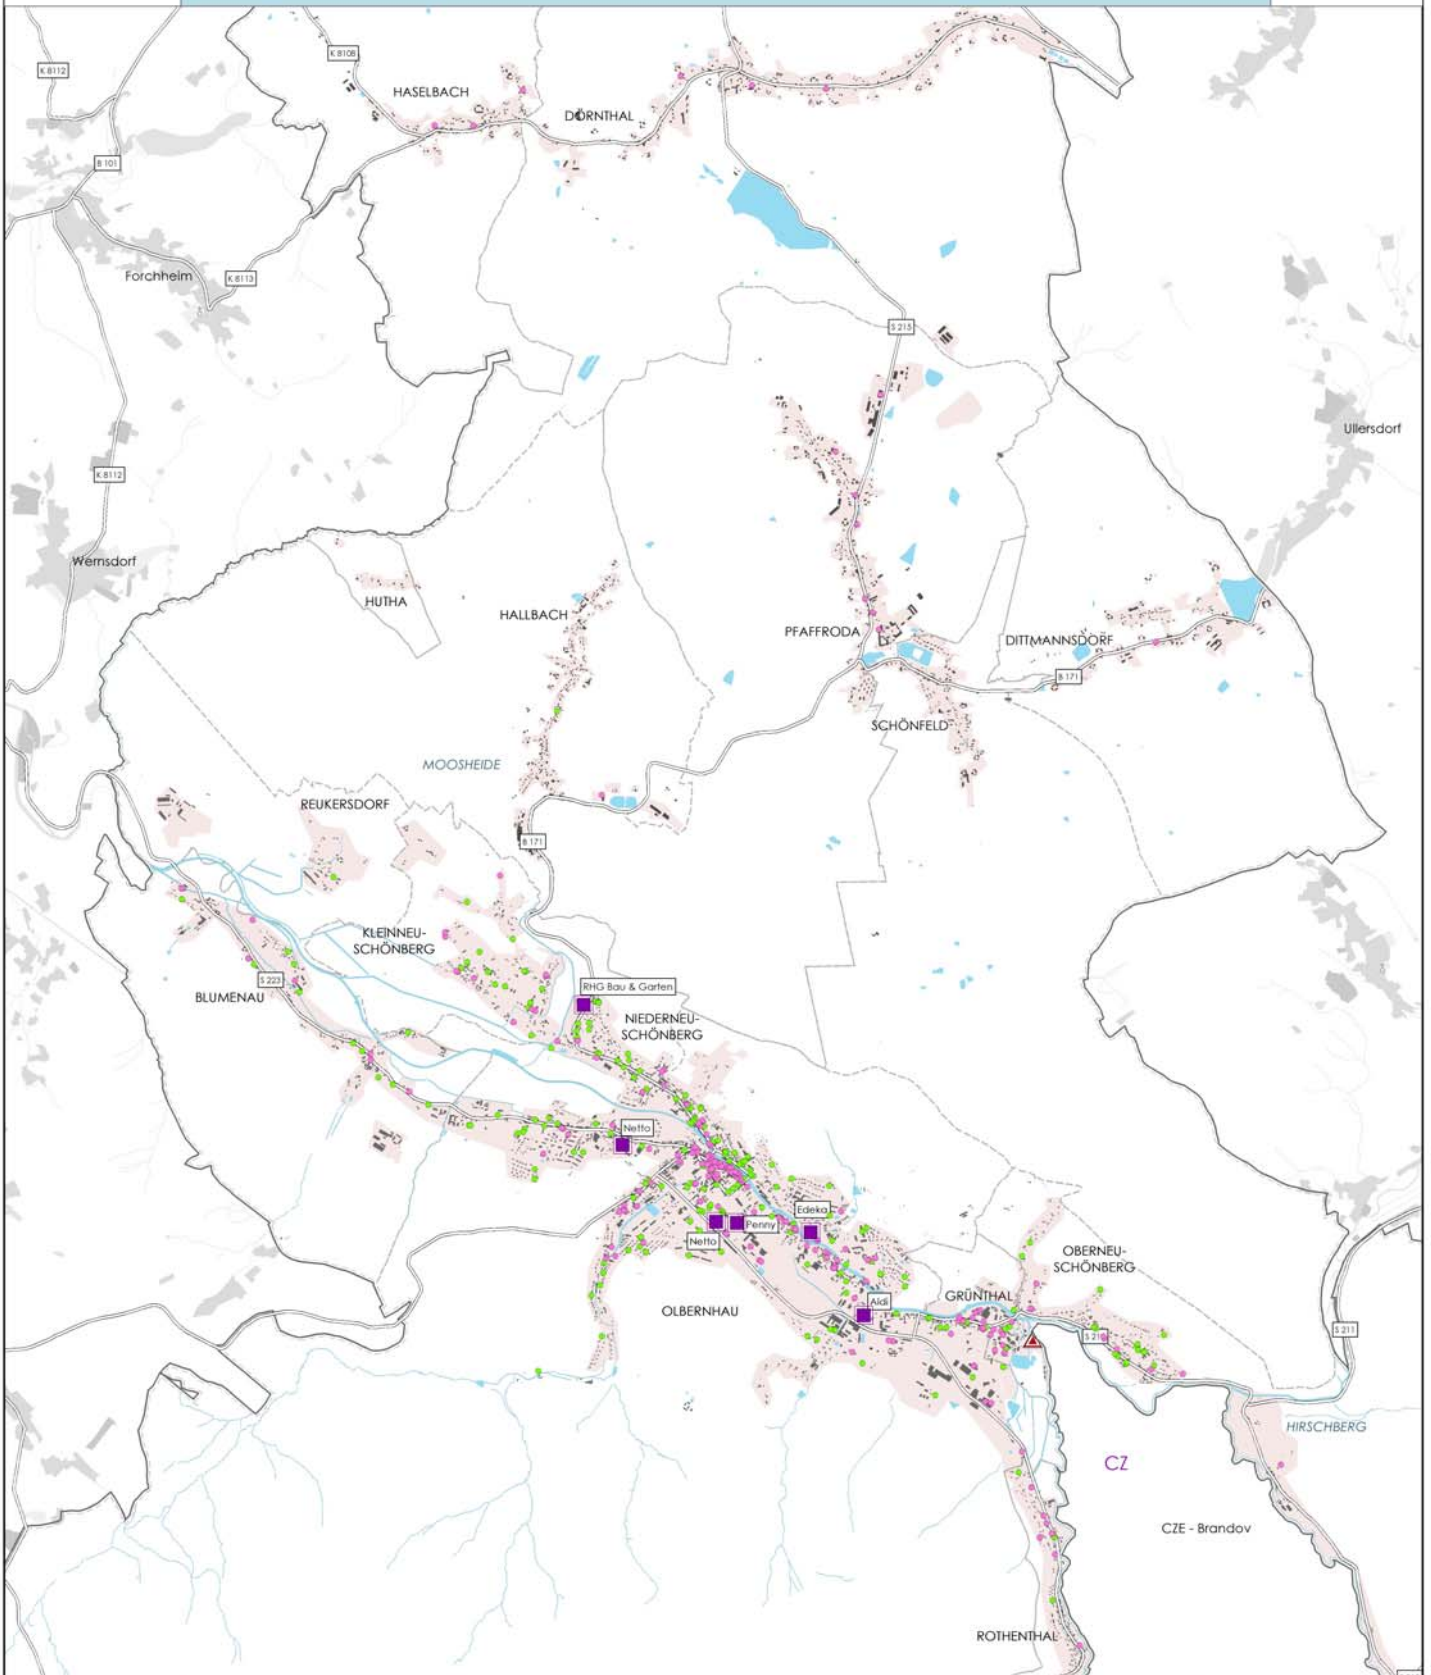 K 8108
K 8112
HASELBACH
DÖRNTHAL
B 101
Forchheim
K 8113
S 215
Ullersdorf
K 8112
Wernsdorf
HUTHA
HALLBACH
PFAFFRODA
DITTMANNSDORF
B 171
SCHÖNFELD
MOOSHEIDE
REUKERSDORF
B 171
KLEINNEU-
SCHÖNBERG
S 223
BLUMENAU
RHG Bau & Garten
NIEDERNEU-
SCHÖNBERG
Netto
Edeka
Penny
Netto
OBERNEU-
SCHÖNBERG
GRÜNTHAL
Aldi
OLBERNHAU
S 211
HIRSCHBERG
CZ
CZE - Brandov
ROTHENTHAL